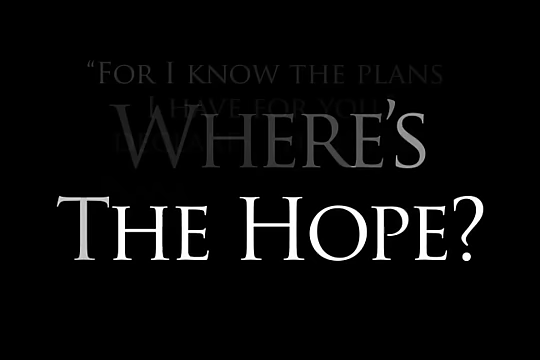 “FOR I KNOW THE PLANS
I HAVE FOR YOU,”
WHERE’S
THE HOPE?